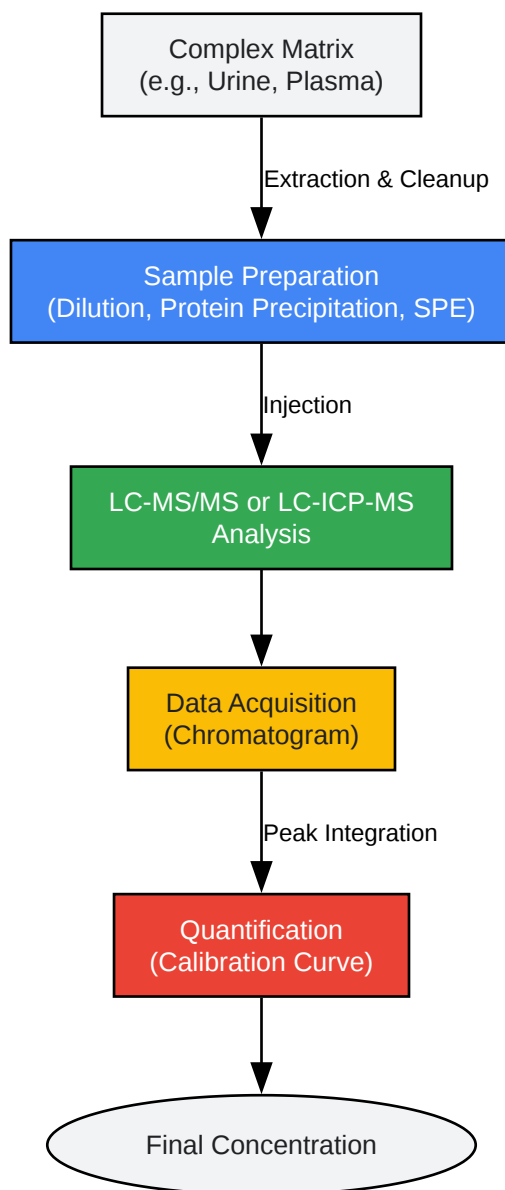 Complex Matrix
(e.g., Urine, Plasma)
Extraction & Cleanup
Sample Preparation
(Dilution, Protein Precipitation, SPE)
Injection
LC-MS/MS or LC-ICP-MS
Analysis
Data Acquisition
(Chromatogram)
Peak Integration
Quantification
(Calibration Curve)
Final Concentration